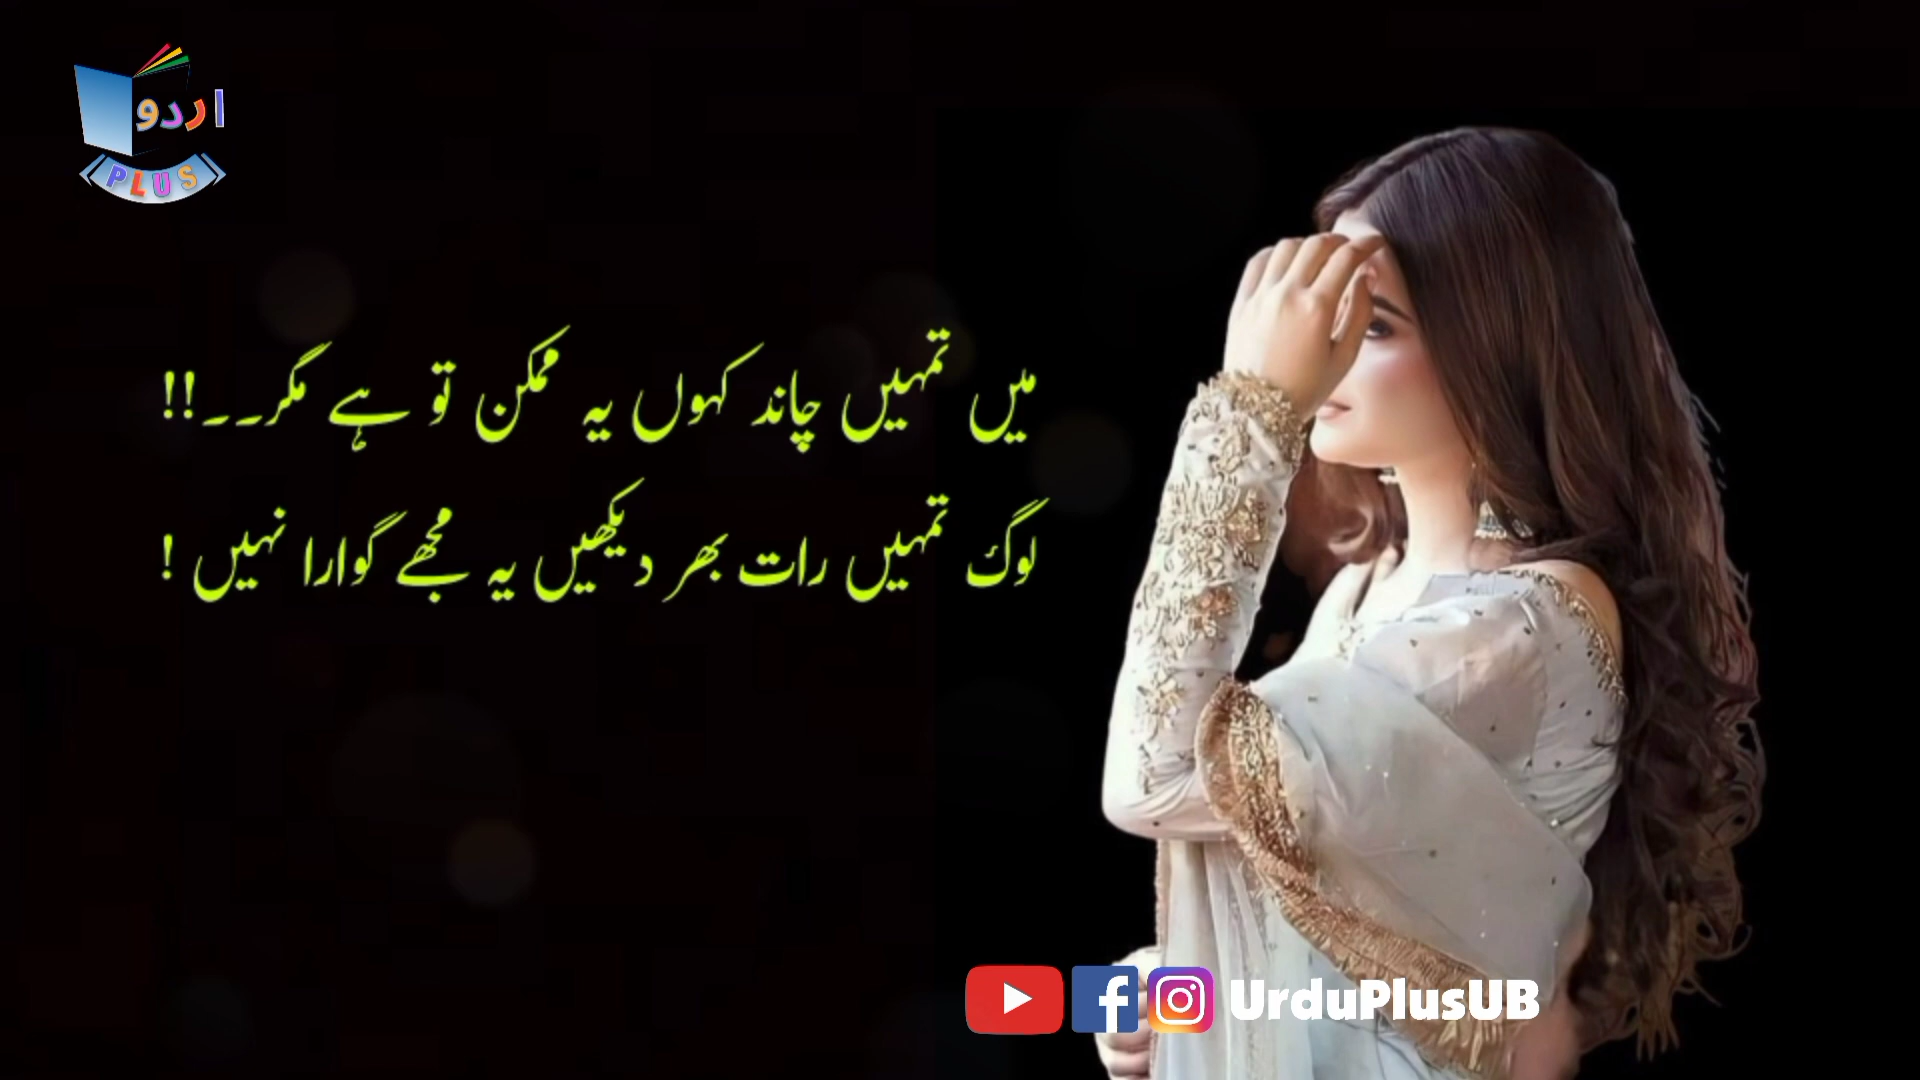 اردو
PLUS
میں تمہیں چاند کہوں یہ ممکن تو ہے مگر۔۔!!
لوگ تمہیں رات بھر دیکھیں یہ مجھے گوارا نہیں !
UrduPlusUB